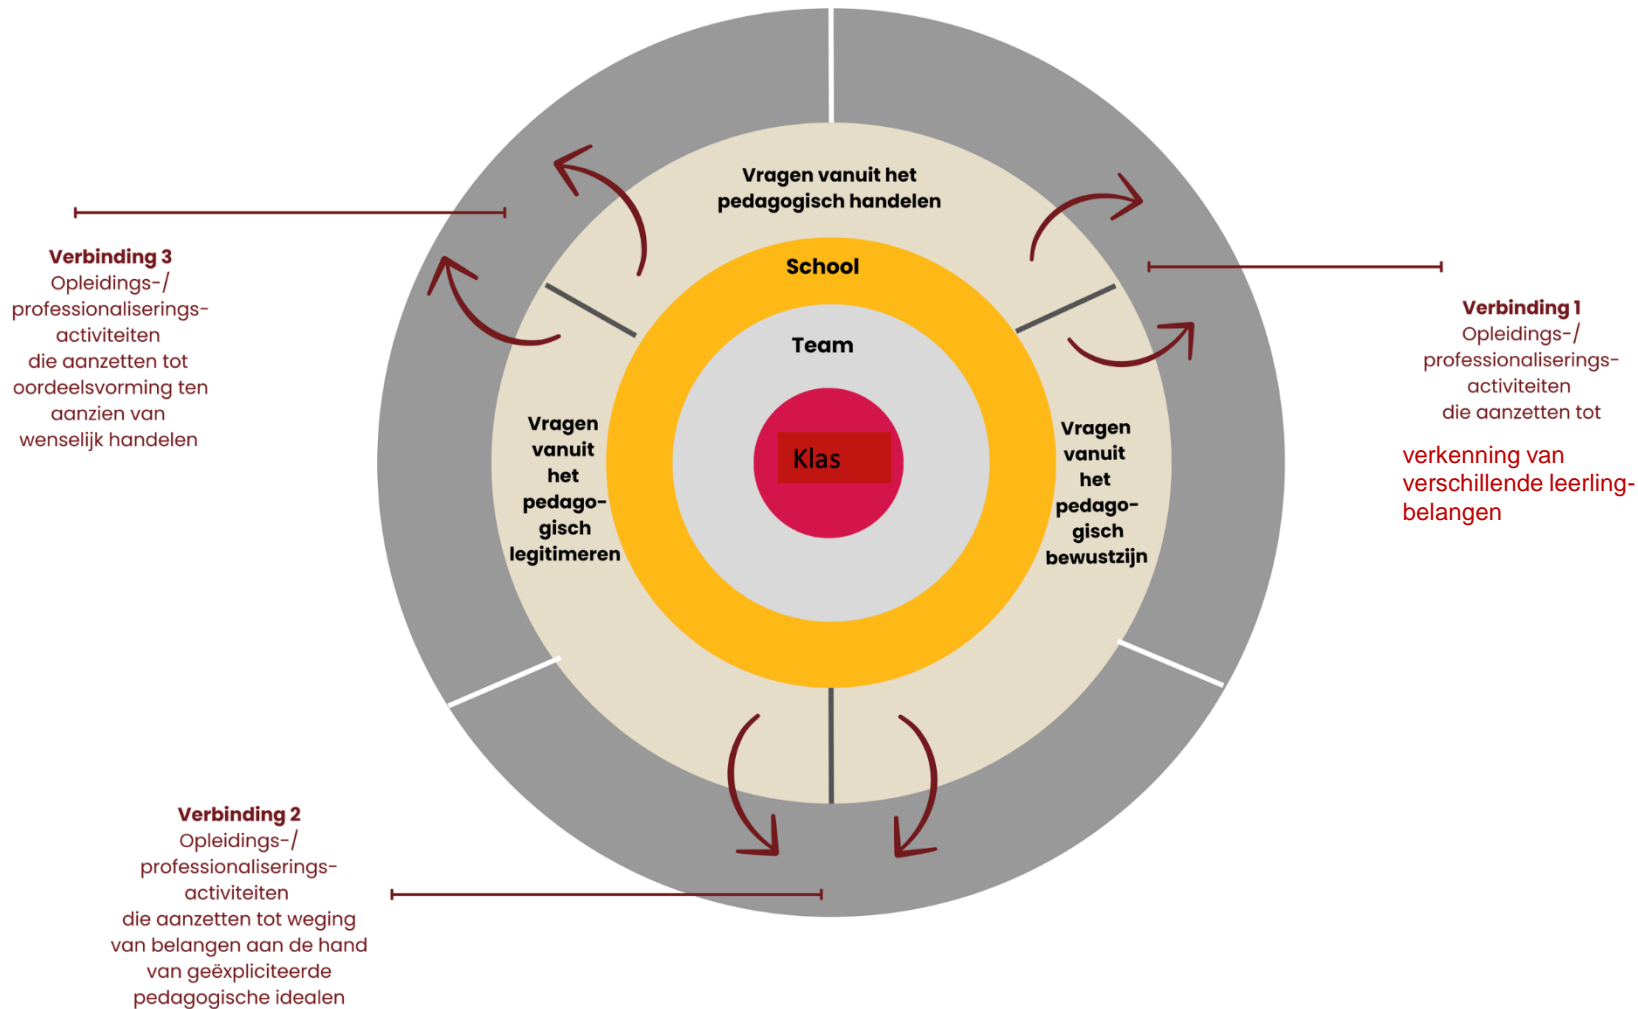 Vragen vanuit het
pedagogisch handelen
School
Team
Klas
Vragen
vanuit
het
pedago-
gisch
legitimeren
Vragen
vanuit
het
pedago-
gisch
bewustzijn
Verbinding 3
Opleidings-/
professionaliserings-
activiteiten
die aanzetten tot
oordeelsvorming ten
aanzien van
wenselijk handelen
Verbinding 1
Opleidings-/
professionaliserings-
activiteiten
die aanzetten tot
verkenning van
verschillende leerling-
belangen
Verbinding 2
Opleidings-/
professionaliserings-
activiteiten
die aanzetten tot weging
van belangen aan de hand
van geëxpliciteerde
pedagogische idealen